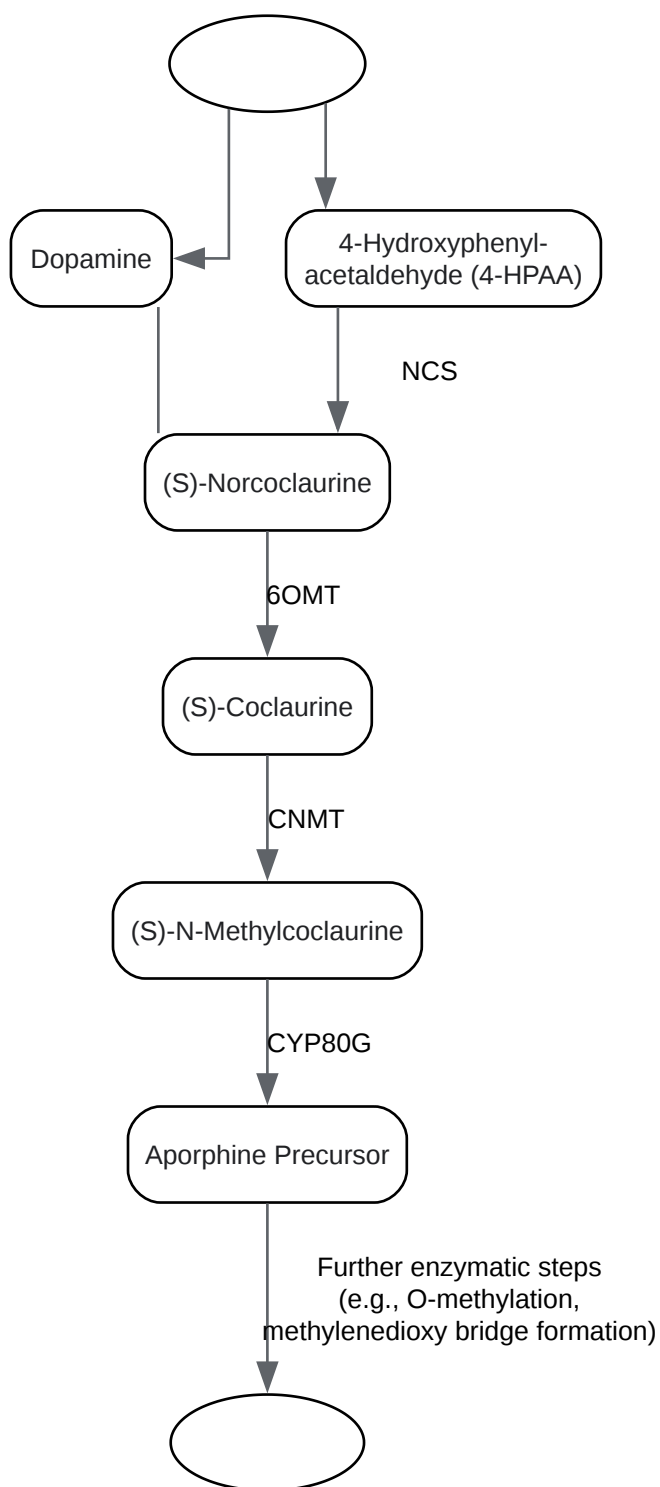 Dopamine
4-Hydroxyphenyl-
acetaldehyde (4-HPAA)
NCS
(S)-Norcoclaurine
6OMT
(S)-Coclaurine
CNMT
(S)-N-Methylcoclaurine
CYP80G
Aporphine Precursor
Further enzymatic steps
(e.g., O-methylation,
methylenedioxy bridge formation)